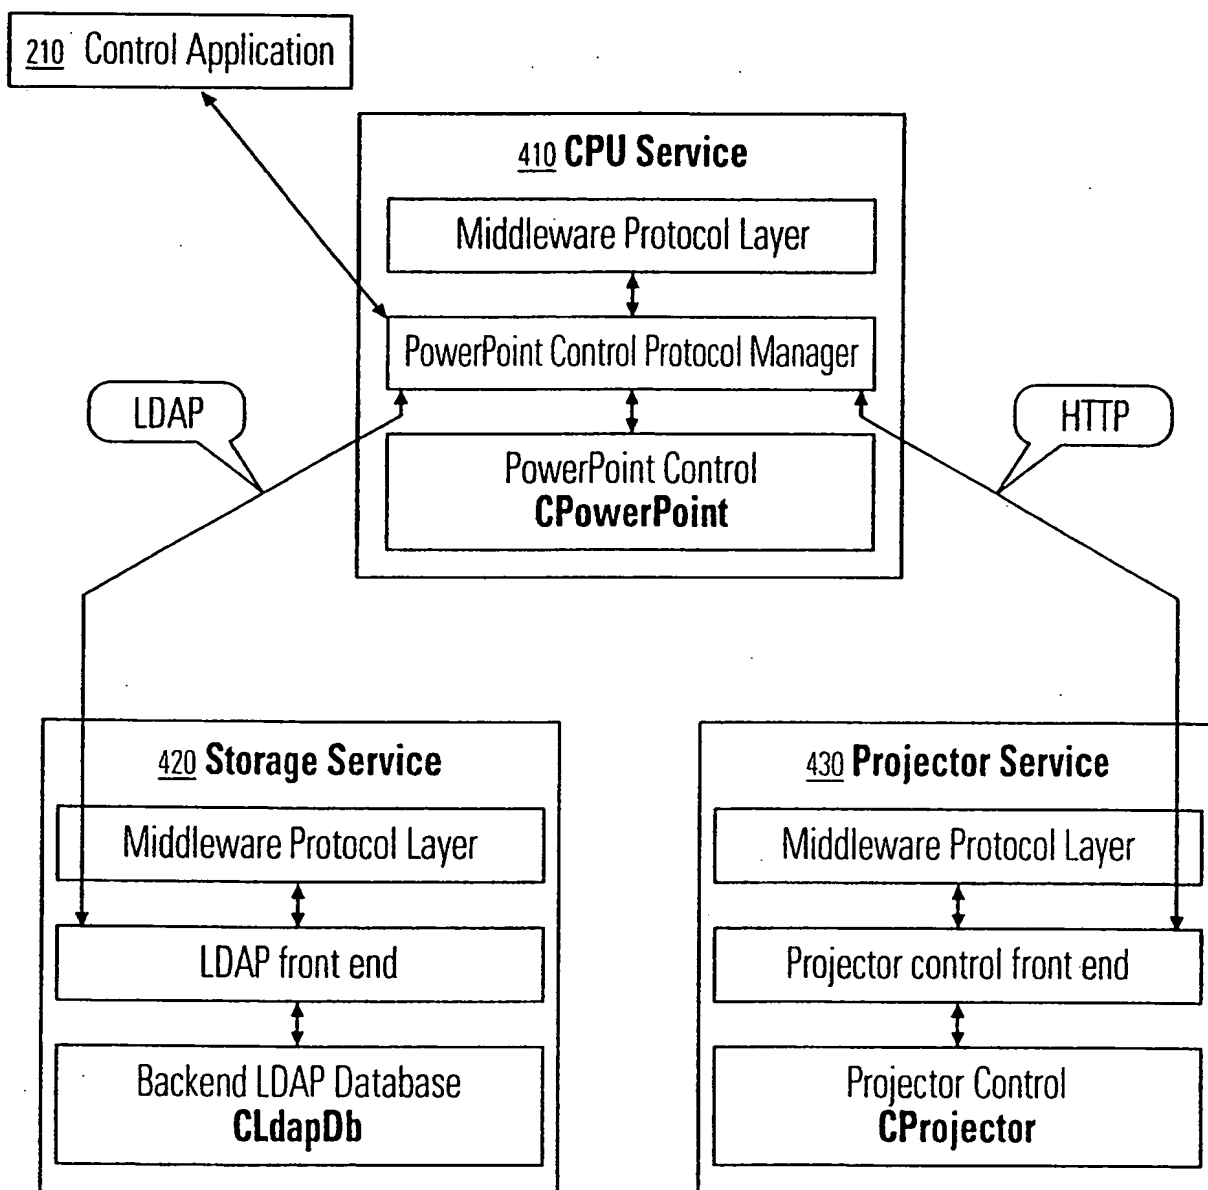 210 Control Application
410 CPU Service
Middleware Protocol Layer
PowerPoint Control Protocol Manager
LDAP
HTTP
PowerPoint Control
CPowerPoint
420 Storage Service
Middleware Protocol Layer
LDAP front end
Backend LDAP Database
CLdapDb
430 Projector Service
Middleware Protocol Layer
Projector control front end
Projector Control
CProjector